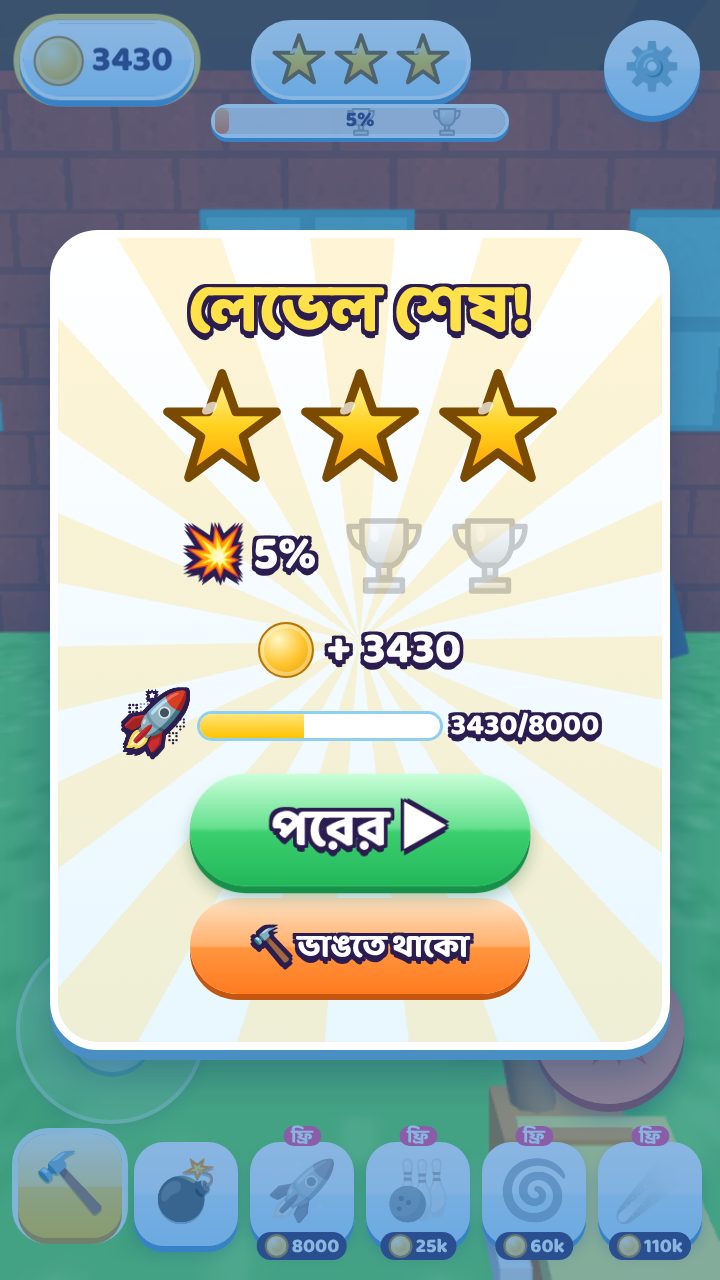 3430
5%
লেভেল শেষ!
5%
+ 3430
3430/8000
পরের
ভাঙতে থাকো
ফ্রি ফ্রি ফ্রি ফ্রি
8000 25k 60k 110k